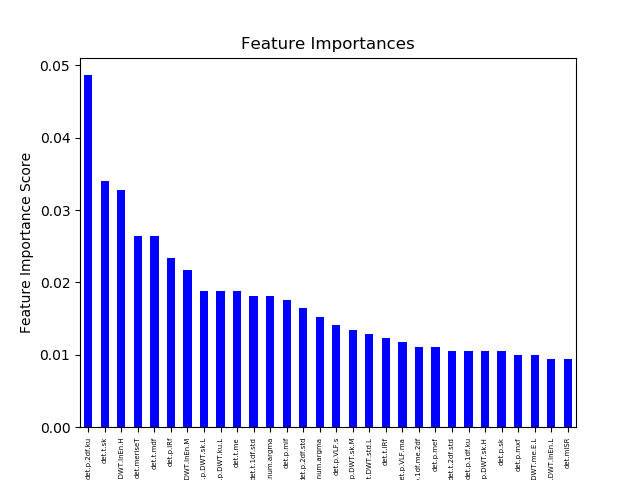 Feature Importances
Feature Importance Score
0.05
0.04
0.03
0.02
0.01
0.00
det.p.2df.ku
det.t.sk
DWT.lnEn.H
det.meriseT
det.t.mdf
det.p.iRf
DWT.lnEn.M
.p.DWT.sk.L
.p.DWT.ku.L
det.t.me
det.t.1df.std
.num.argma
det.p.mif
det.p.2df.std
num.argma
det.p.VLF.s
p.DWT.sk.M
t.DWT.std.L
det.t.iRf
et.p.VLF.ma
.1df.me.2df
det.p.mef
det.t.2df.std
det.p.1df.ku
p.DWT.sk.H
det.p.sk
det.p.mxf
DWT.me.E.L
.DWT.lnEn.L
det.miSR